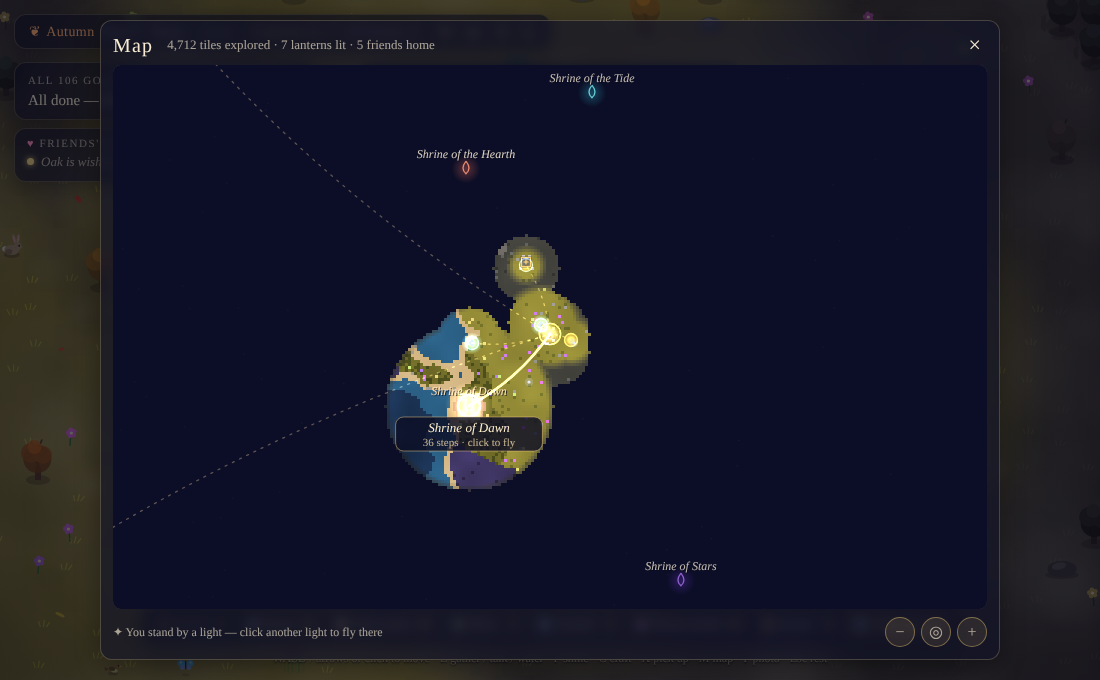 ❦ Autumn
Map
4,712 tiles explored · 7 lanterns lit · 5 friends home
×
ALL 106 GO
All done —
♥ FRIENDS'
Oak is wish
Shrine of the Tide
Shrine of the Hearth
Shrine of Dawn
Shrine of Dawn
36 steps · click to fly
Shrine of Stars
✦ You stand by a light — click another light to fly there
− ◎ +